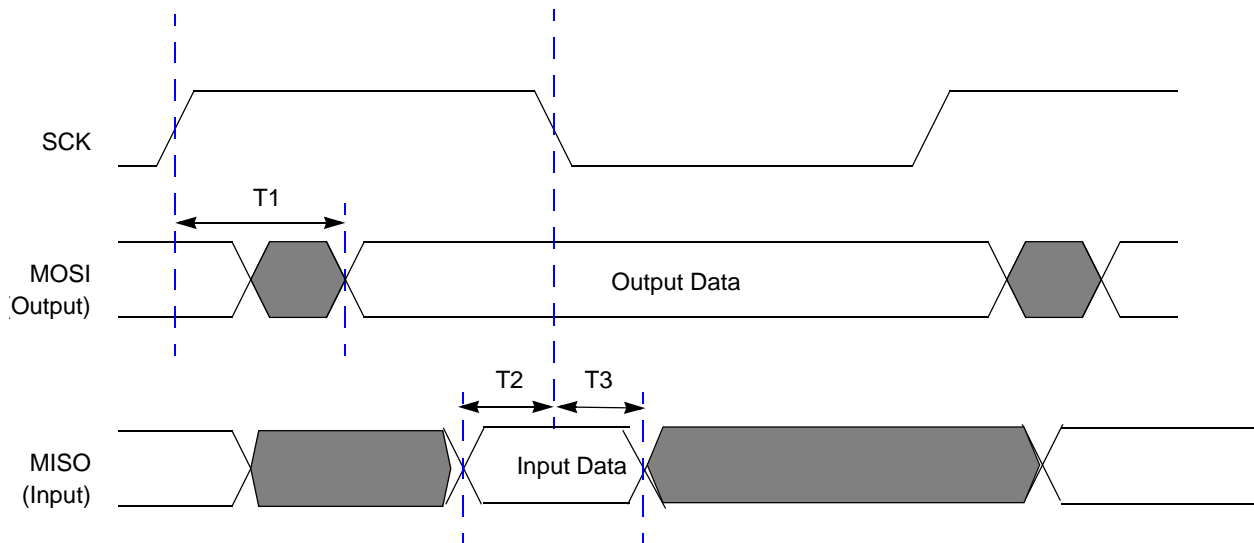 SCK
T1
MOSI
(Output)
Output Data
T2
T3
MISO
(Input)
Input Data